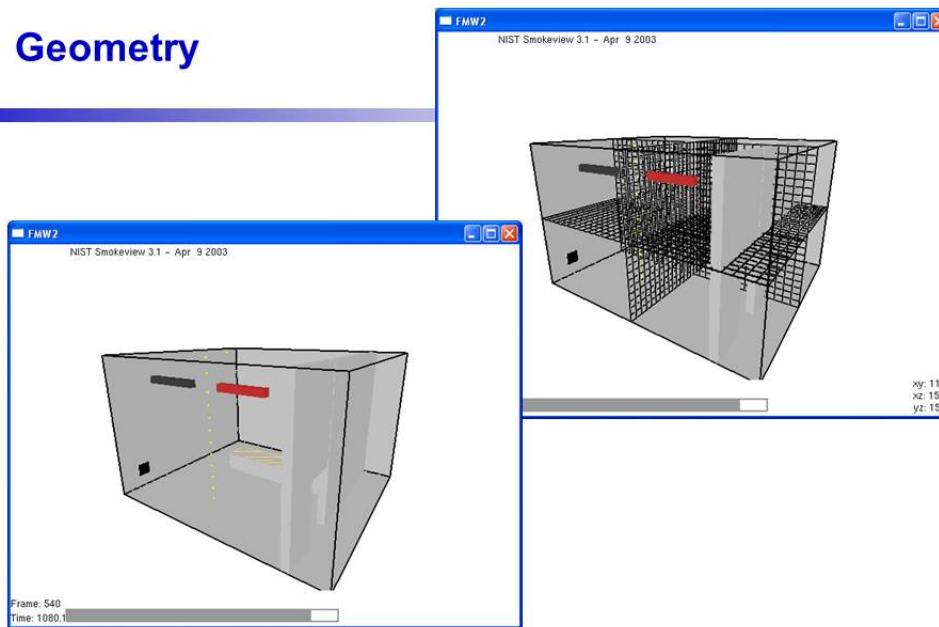 Geometry
FMW2
NIST Smokeview 3.1 - Apr 9 2003
xy: 11
xz: 15
yz: 15
FMW2
NIST Smokeview 3.1 - Apr 9 2003
Frame: 540
Time: 1080.1